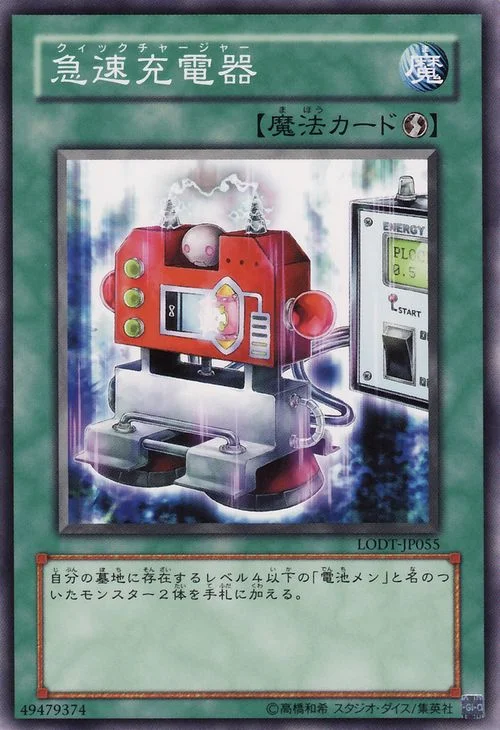 クイックチャージャー
急速充電器
魔
【魔法カード】
ENERGY
PLO
0.5
START
LODT-JP055
自分の墓地に存在するレベル4以下の「電池メン」と名のつ
いたモンスター2体を手札に加える。
49479374
©高橋和希 スタジオ・ダイス/集英社